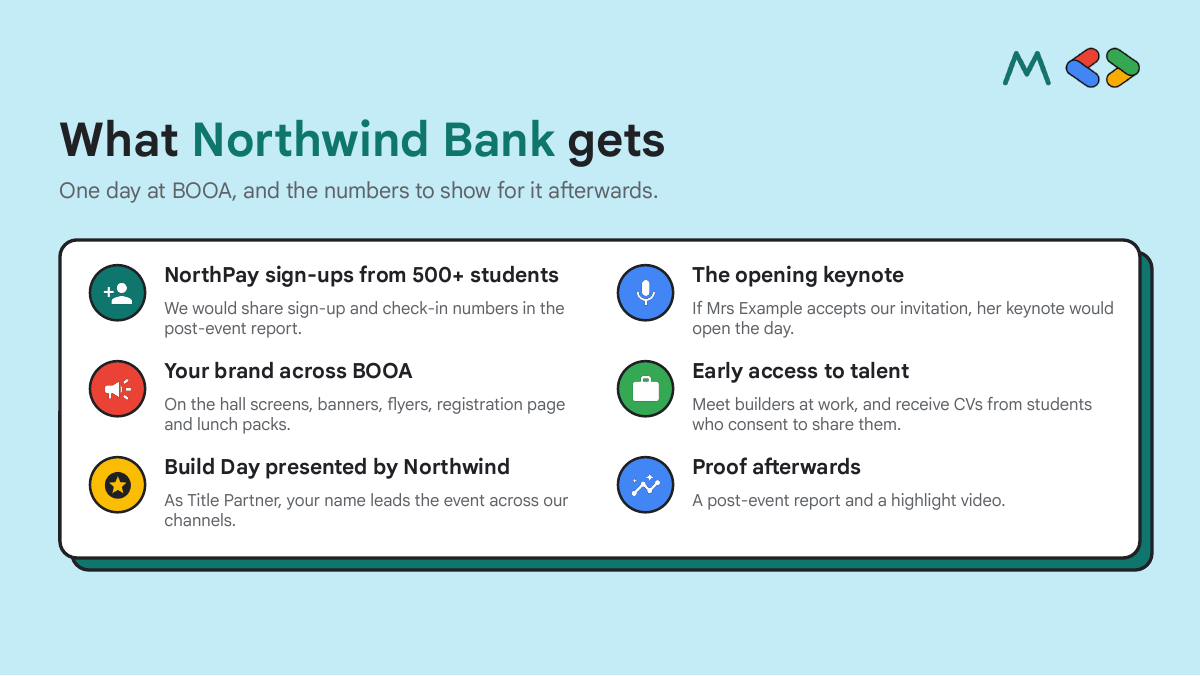 What Northwind Bank gets
One day at BOOA, and the numbers to show for it afterwards.
NorthPay sign-ups from 500+ students
We would share sign-up and check-in numbers in the
post-event report.
The opening keynote
If Mrs Example accepts our invitation, her keynote would
open the day.
Your brand across BOOA
On the hall screens, banners, flyers, registration page
and lunch packs.
Early access to talent
Meet builders at work, and receive CVs from students
who consent to share them.
Build Day presented by Northwind
As Title Partner, your name leads the event across our
channels.
Proof afterwards
A post-event report and a highlight video.